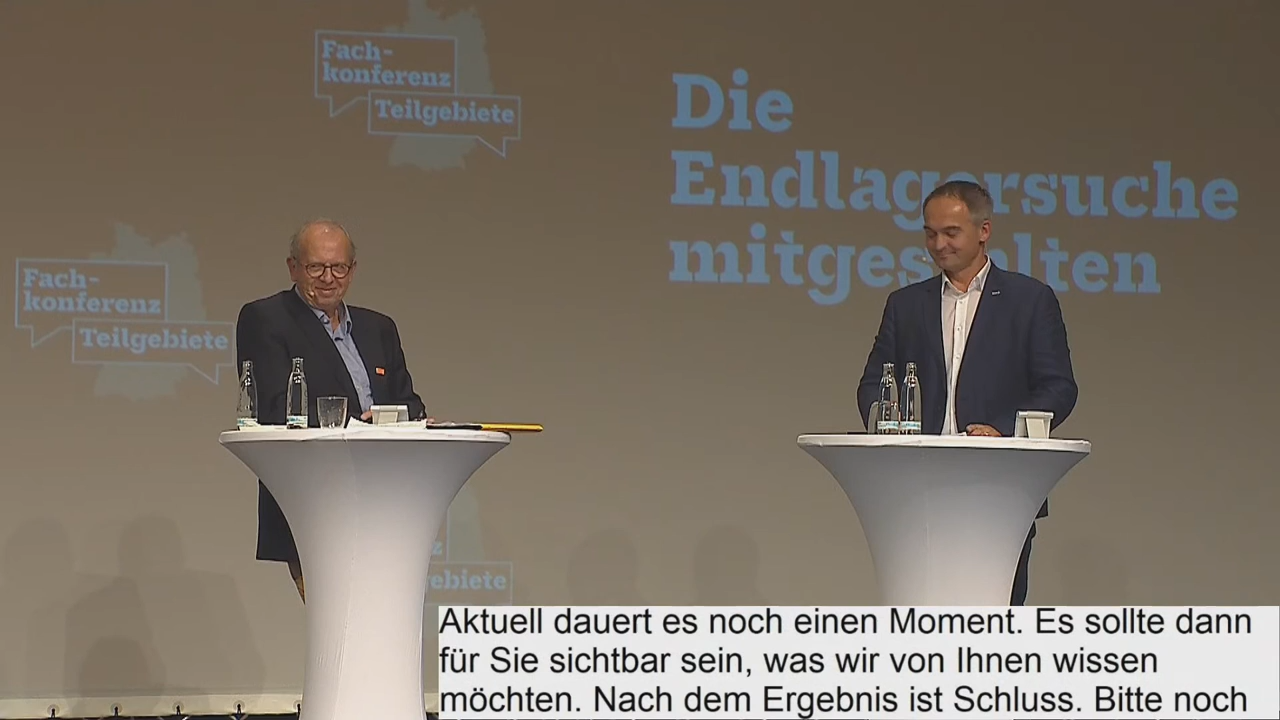 Fach-
konferenz
Teilgebiete
Die
Endlagersuche
mitgestalten
Fach-
konferenz
Teilgebiete
z
ebiete
Aktuell dauert es noch einen Moment. Es sollte dann
für Sie sichtbar sein, was wir von Ihnen wissen
möchten. Nach dem Ergebnis ist Schluss. Bitte noch